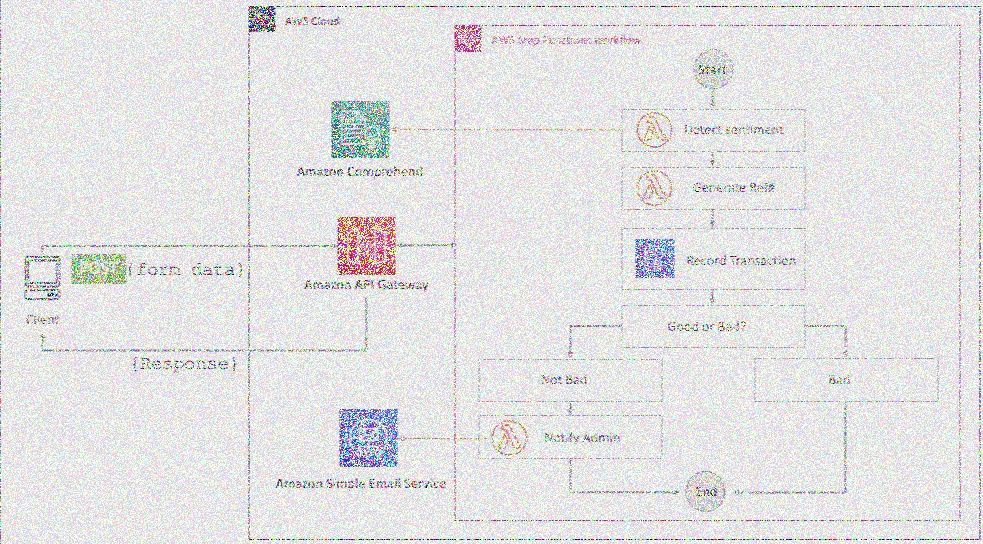 AWS Cloud
AWS Step Functions workflow
Start
Detect sentiment
Amazon Comprehend
Generate Ref#
{form data}
Record Transaction
Amazon API Gateway
Client
Good or Bad?
{Response}
Not Bad
Bad
Notify Admin
Amazon Simple Email Service
End